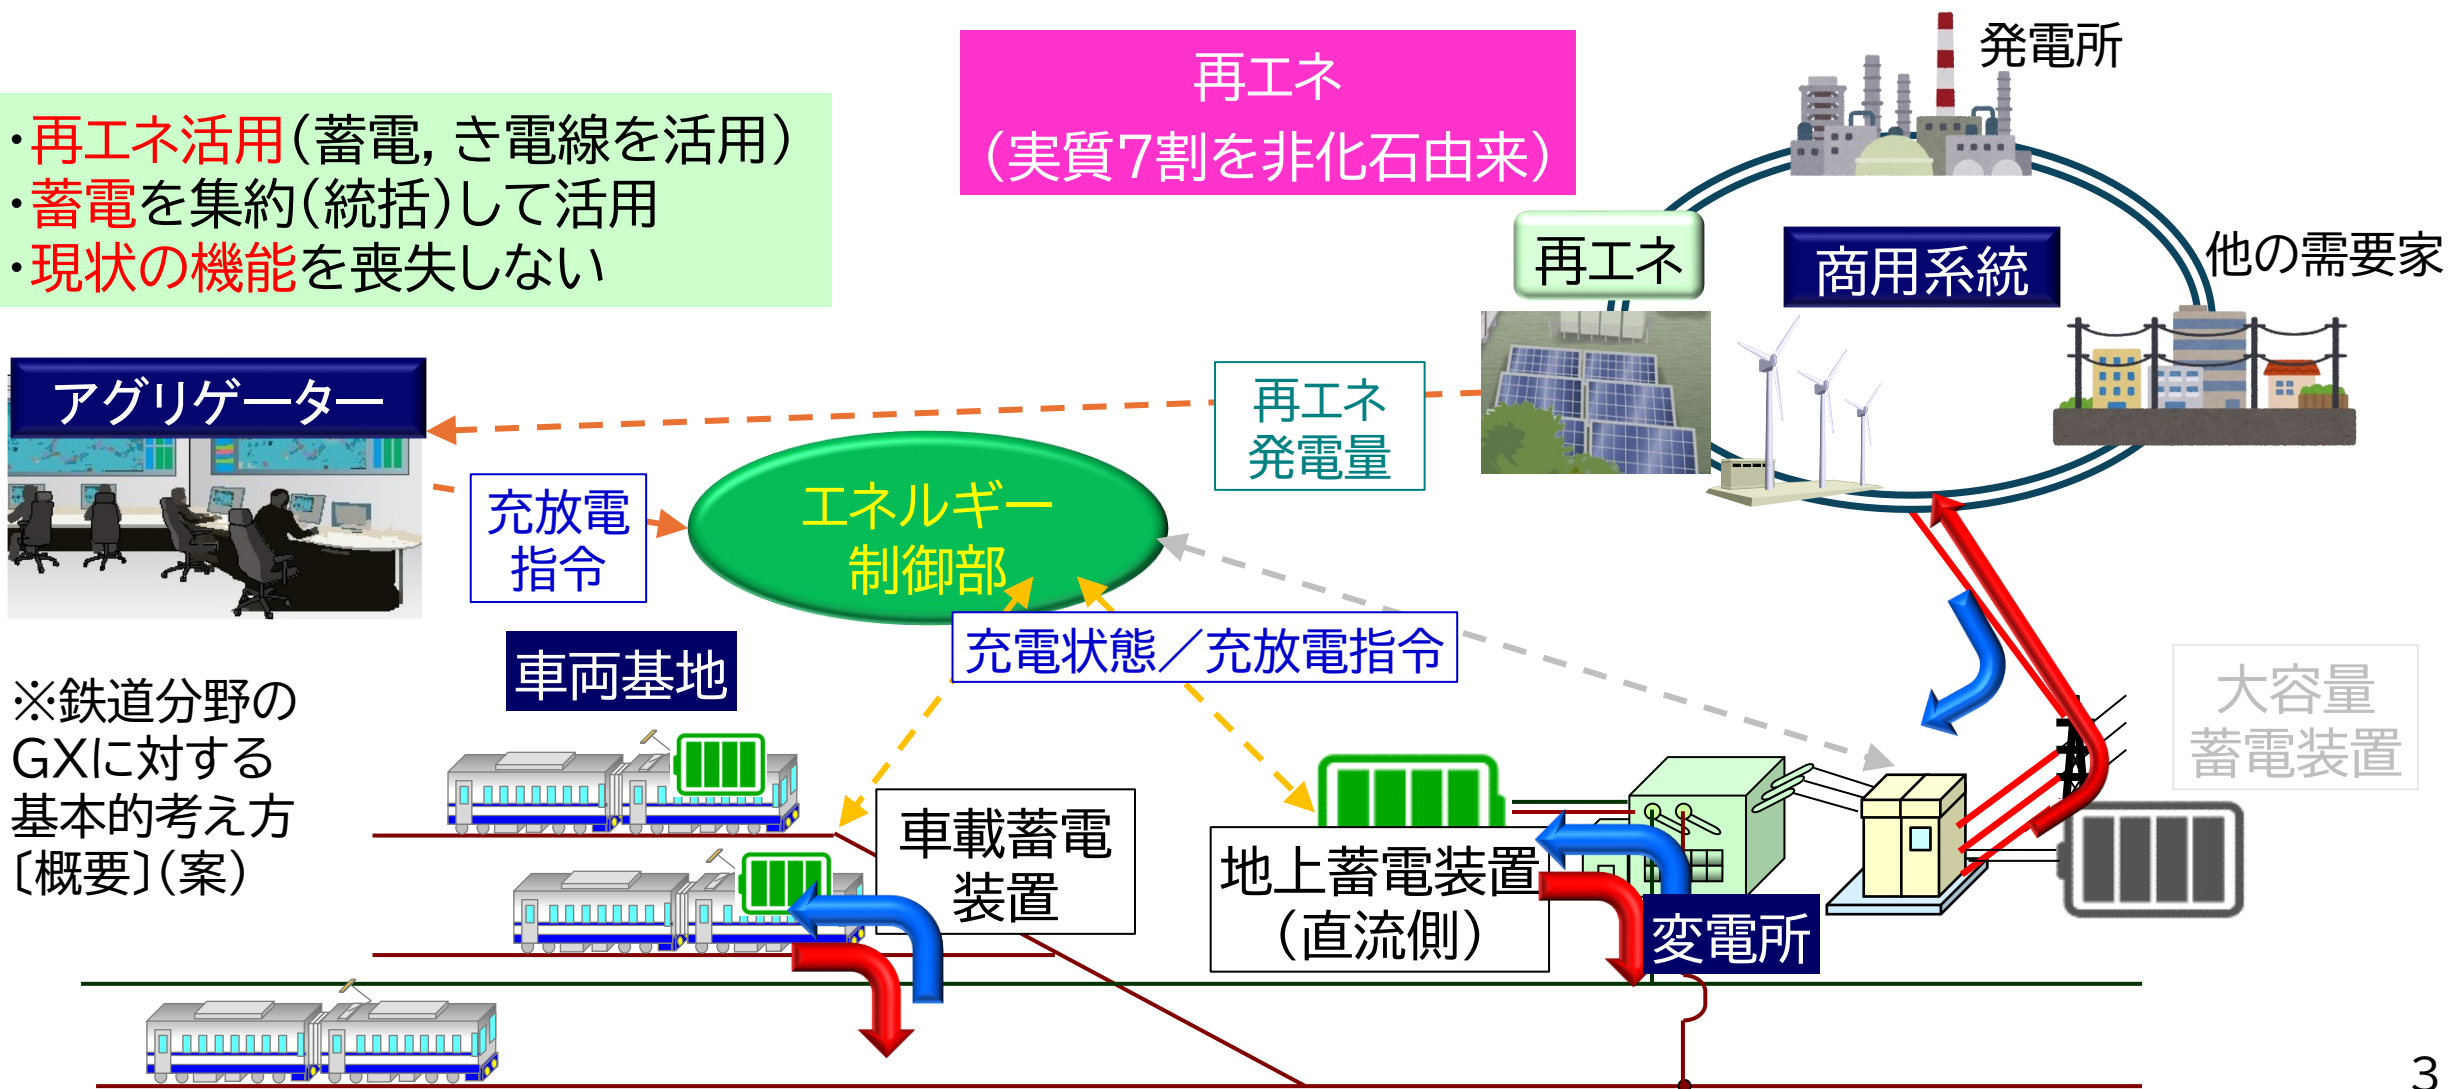 再エネ
（実質７割を非化石由来）
発電所
・再エネ活用（蓄電，き電線を活用）
・蓄電を集約（統括）して活用
・現状の機能を喪失しない
再エネ
商用系統
他の需要家
アグリゲーター
再エネ
発電量
充放電
指令
エネルギー
制御部
充電状態／充放電指令
車両基地
大容量
蓄電装置
※鉄道分野の
GXに対する
基本的考え方
〔概要〕（案）
車載蓄電
装置
地上蓄電装置
（直流側）
変電所
3